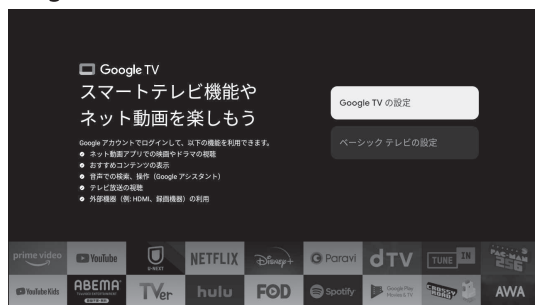 Google TV
スマートテレビ機能や
ネット動画を楽しもう
Google アカウントでログインして、以下の機能を利用できます。
ネット動画アプリでの映画やドラマの視聴
おすすめコンテンツの表示
音声での検索、操作（Google アシスタント）
テレビ放送の視聴
外部機器（例: HDMI、録画機器）の利用
Google TV の設定
ベーシック テレビの設定
prime video
YouTube
U-NEXT
NETFLIX
Disney+
Paravi
dTV
TUNE IN
PAC-MAN 256
YouTube Kids
ABEMA
TVer
hulu
FOD
Spotify
Google Play
Movies & TV
CROSSY ROAD
AWA